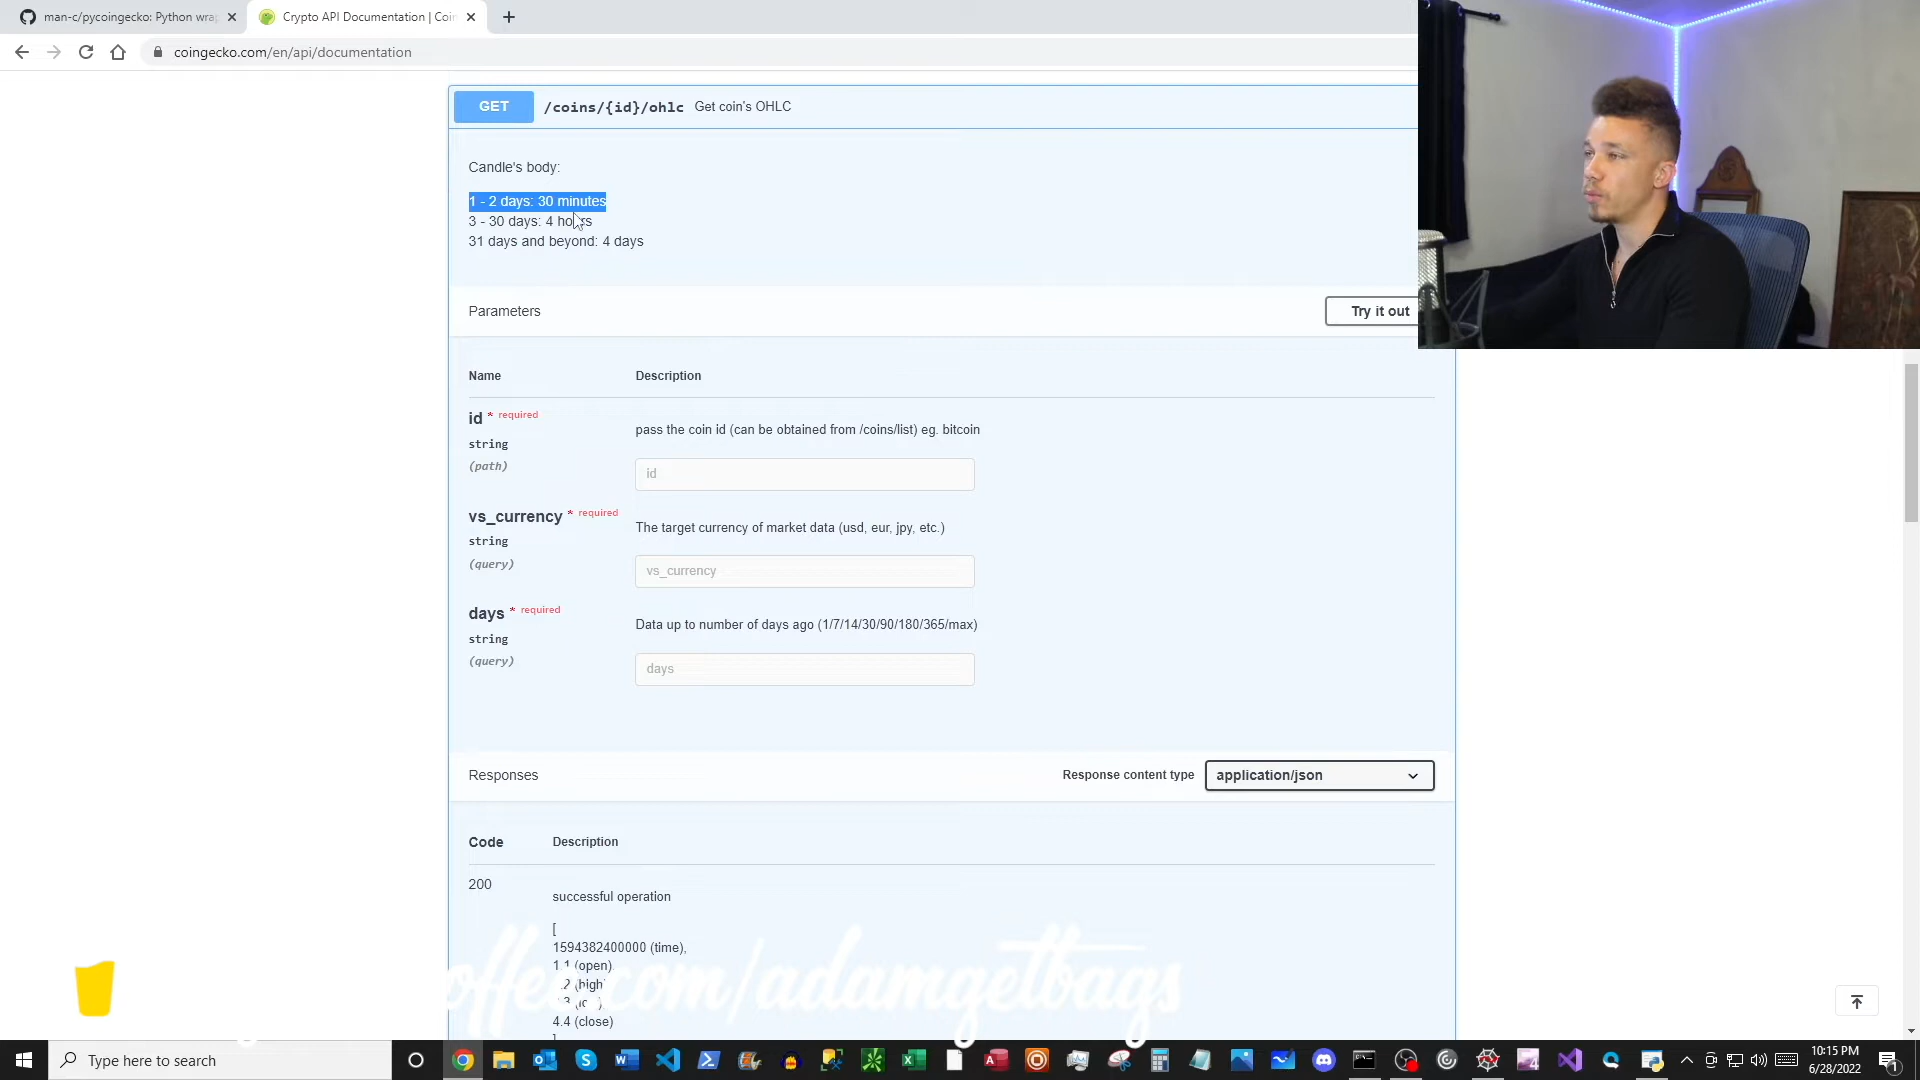 man-c/pycoingecko: Python wra
Crypto API Documentation | Coin
coingecko.com/en/api/documentation
GET /coins/{id}/ohlc Get coin's OHLC
Candle's body:
1 - 2 days: 30 minutes
3 - 30 days: 4 hours
31 days and beyond: 4 days
Parameters
Try it out
Name Description
id * required
string
(path)
pass the coin id (can be obtained from /coins/list) eg. bitcoin
id
vs_currency * required
string
(query)
The target currency of market data (usd, eur, jpy, etc.)
vs_currency
days * required
string
(query)
Data up to number of days ago (1/7/14/30/90/180/365/max)
days
Responses
Response content type application/json
Code Description
200
successful operation
[
1594382400000 (time),
1.1 (open)
.2 (high
4.4 (close)
]
offee.com/adamgetbags
Type here to search
10:15 PM
6/28/2022
1